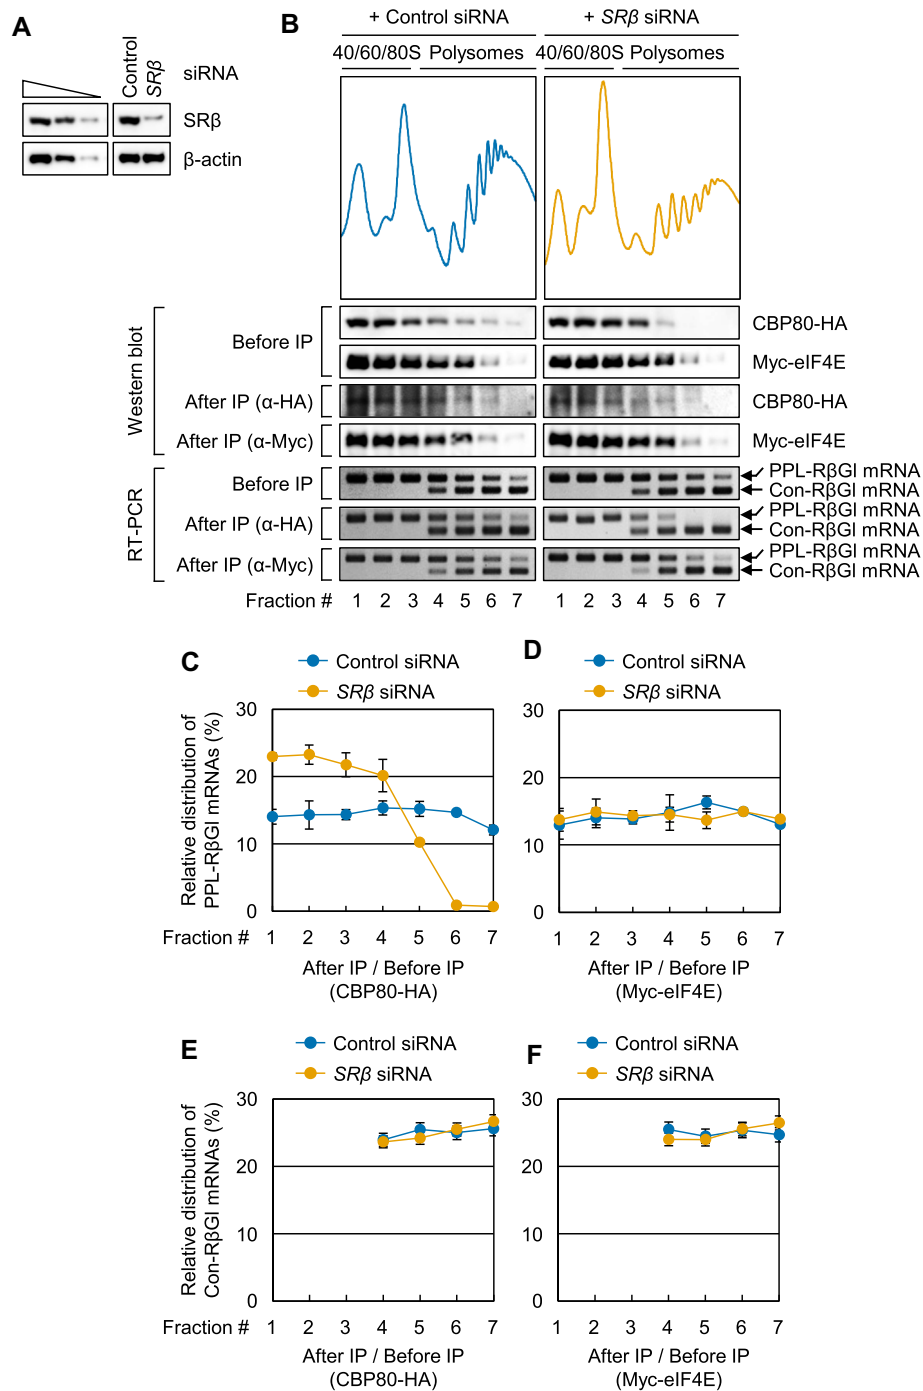 A
Control
SRβ
siRNA
SRβ
β-actin
B
+ Control siRNA
+ SRβ siRNA
40/60/80S Polysomes
40/60/80S Polysomes
Western blot
Before IP
CBP80-HA
Myc-eIF4E
After IP (α-HA)
CBP80-HA
After IP (α-Myc)
Myc-eIF4E
RT-PCR
Before IP
PPL-RβGl mRNA
Con-RβGl mRNA
After IP (α-HA)
PPL-RβGl mRNA
Con-RβGl mRNA
After IP (α-Myc)
PPL-RβGl mRNA
Con-RβGl mRNA
Fraction # 1 2 3 4 5 6 7 1 2 3 4 5 6 7
C
Control siRNA
SRβ siRNA
Relative distribution of
PPL-RβGl mRNAs (%)
30
20
10
0
Fraction # 1 2 3 4 5 6 7
After IP / Before IP
(CBP80-HA)
D
Control siRNA
SRβ siRNA
30
20
10
0
1 2 3 4 5 6 7
After IP / Before IP
(Myc-eIF4E)
E
Control siRNA
SRβ siRNA
Relative distribution of
Con-RβGl mRNAs (%)
30
20
10
0
Fraction # 1 2 3 4 5 6 7
After IP / Before IP
(CBP80-HA)
F
Control siRNA
SRβ siRNA
30
20
10
0
1 2 3 4 5 6 7
After IP / Before IP
(Myc-eIF4E)